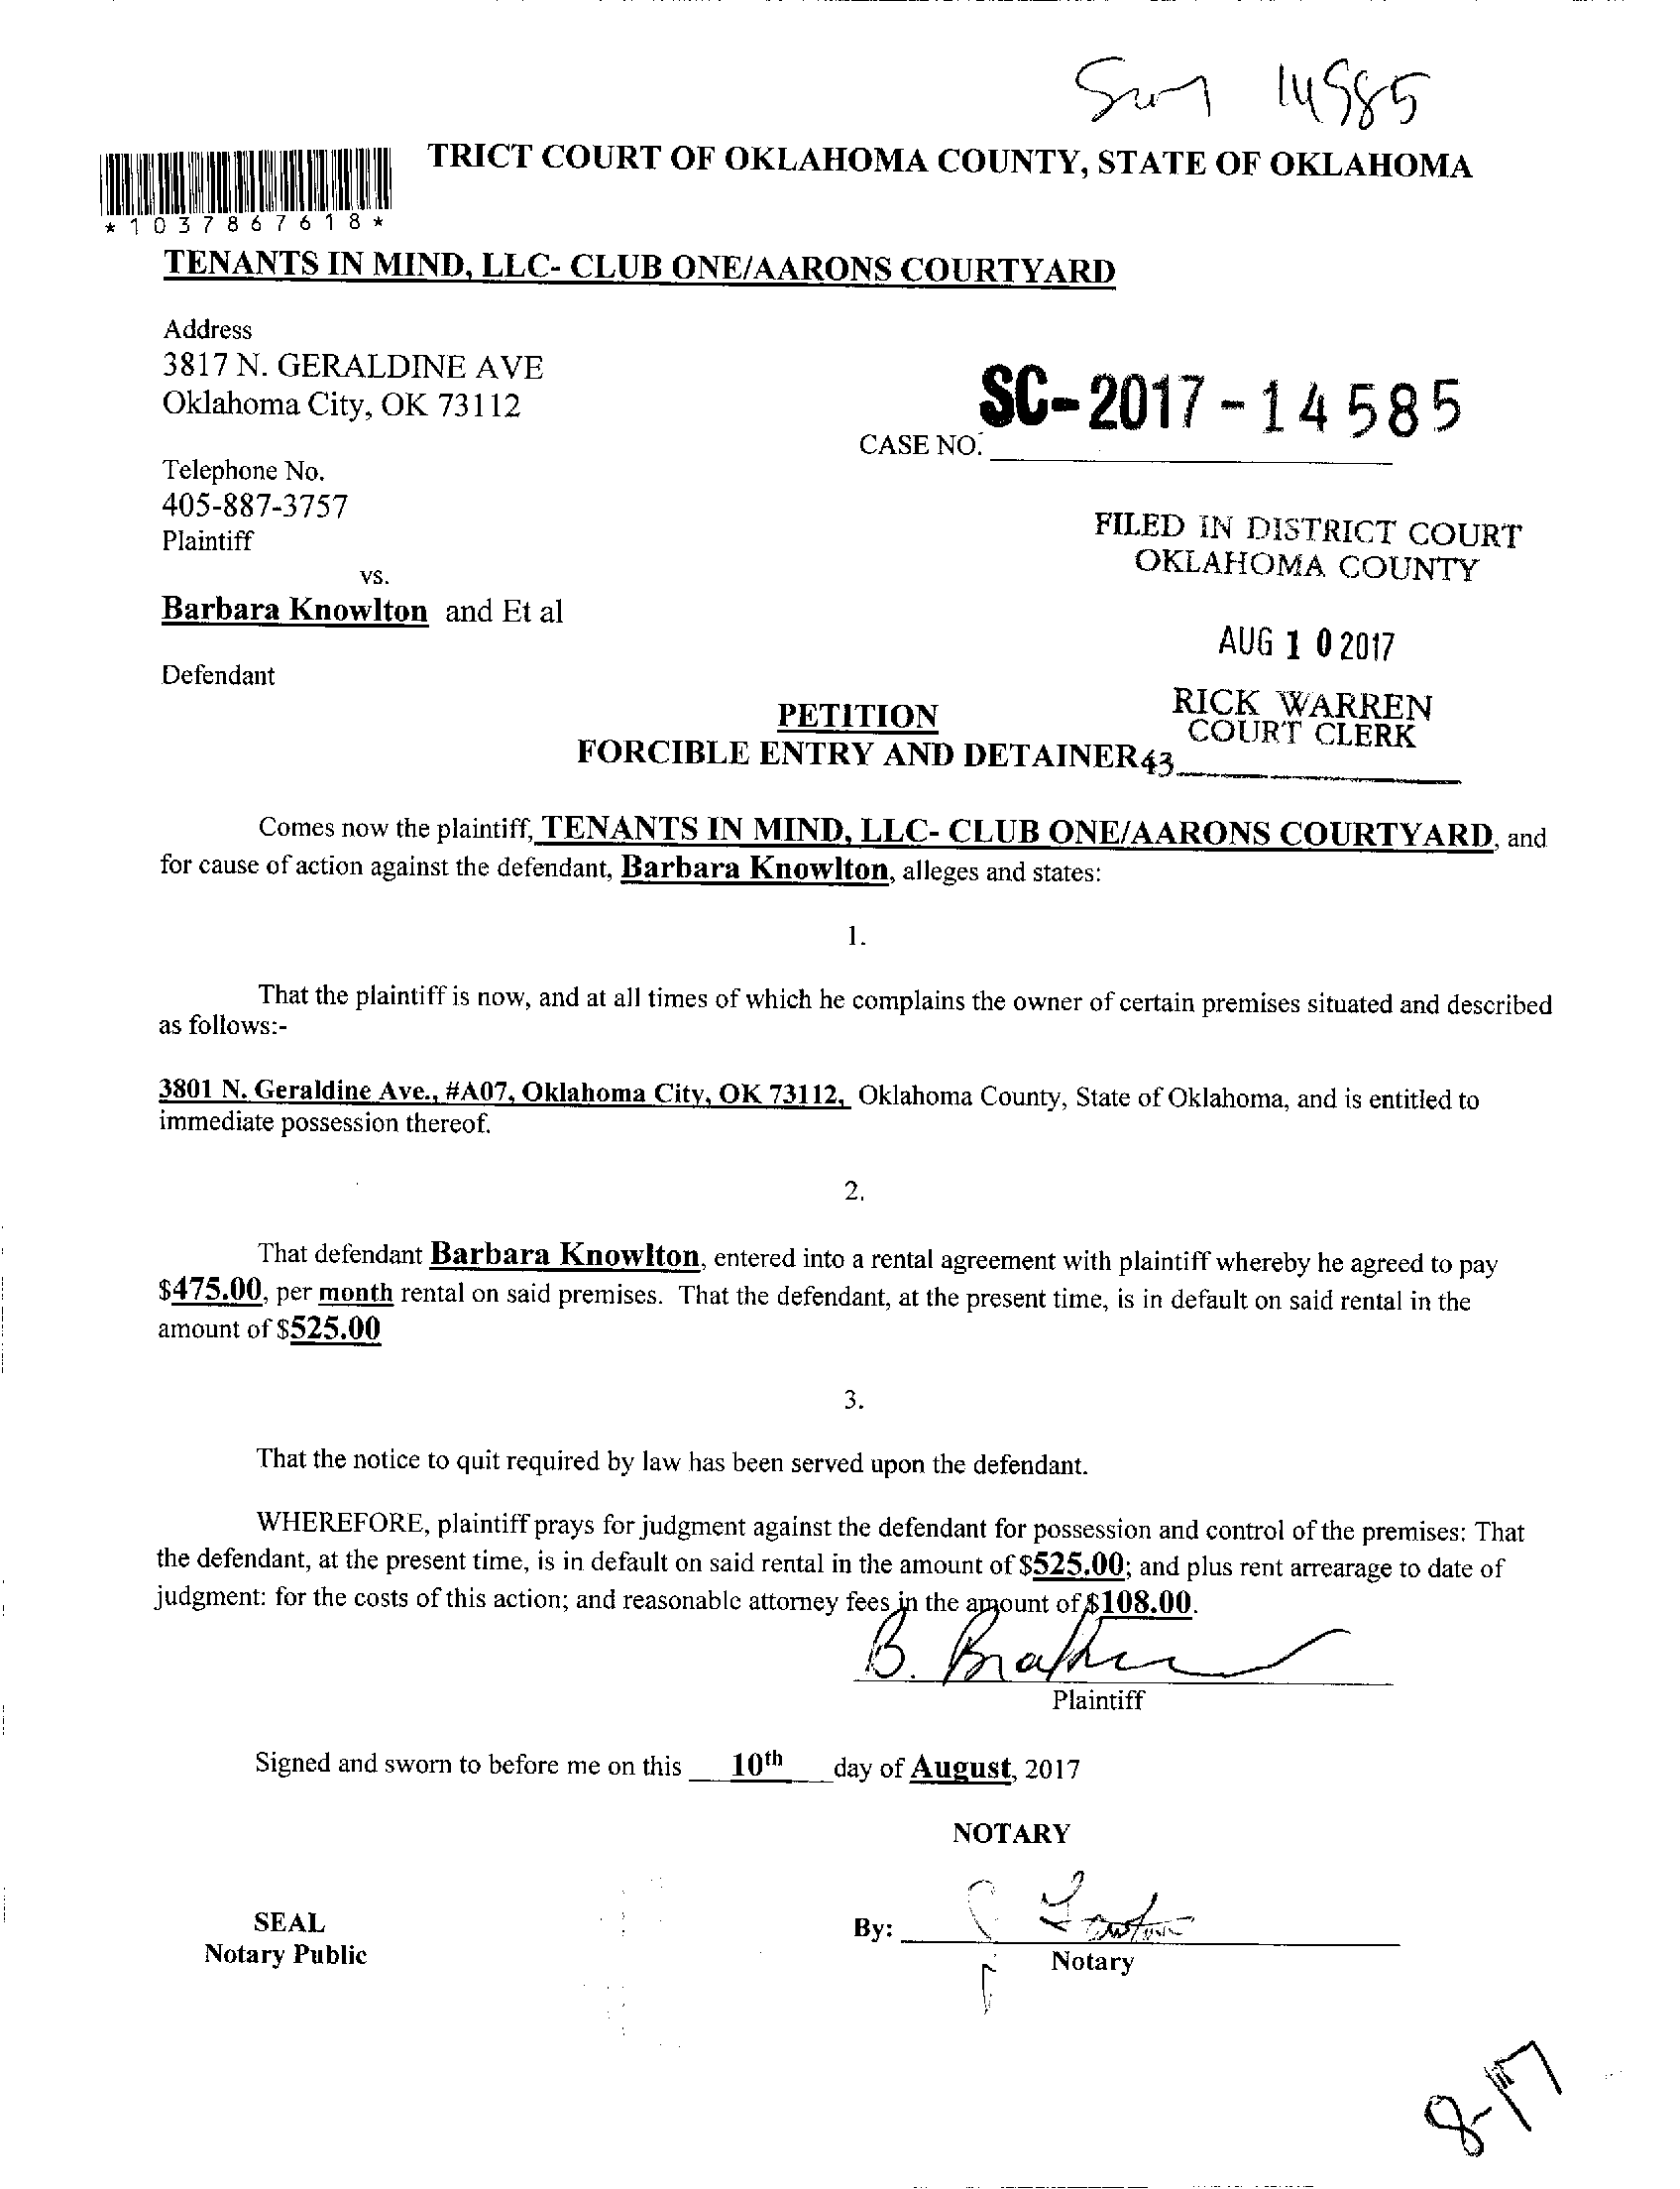 14585
TRICT COURT OF OKLAHOMA COUNTY, STATE OF OKLAHOMA
*1037867618*
TENANTS IN MIND, LLC- CLUB ONE/AARONS COURTYARD
Address
3817 N. GERALDINE AVE
Oklahoma City, OK 73112
SC-2017-14585
CASE NO.
Telephone No.
405-887-3757
Plaintiff
FILED IN DISTRICT COURT
OKLAHOMA COUNTY
vs.
Barbara Knowlton and Et al
AUG 10 2017
Defendant
RICK WARREN
COURT CLERK
PETITION
FORCIBLE ENTRY AND DETAINER 43
Comes now the plaintiff, TENANTS IN MIND, LLC- CLUB ONE/AARONS COURTYARD, and
for cause of action against the defendant, Barbara Knowlton, alleges and states:
1.
That the plaintiff is now, and at all times of which he complains the owner of certain premises situated and described
as follows:-
3801 N. Geraldine Ave., #A07, Oklahoma City, OK 73112, Oklahoma County, State of Oklahoma, and is entitled to
immediate possession thereof.
2.
That defendant Barbara Knowlton, entered into a rental agreement with plaintiff whereby he agreed to pay
$475.00, per month rental on said premises. That the defendant, at the present time, is in default on said rental in the
amount of $525.00
3.
That the notice to quit required by law has been served upon the defendant.
WHEREFORE, plaintiff prays for judgment against the defendant for possession and control of the premises: That
the defendant, at the present time, is in default on said rental in the amount of $525.00; and plus rent arrearage to date of
judgment: for the costs of this action; and reasonable attorney fees in the amount of $108.00.
B.
Plaintiff
Signed and sworn to before me on this 10th day of August, 2017
NOTARY
SEAL
Notary Public
By:
Notary
8-17